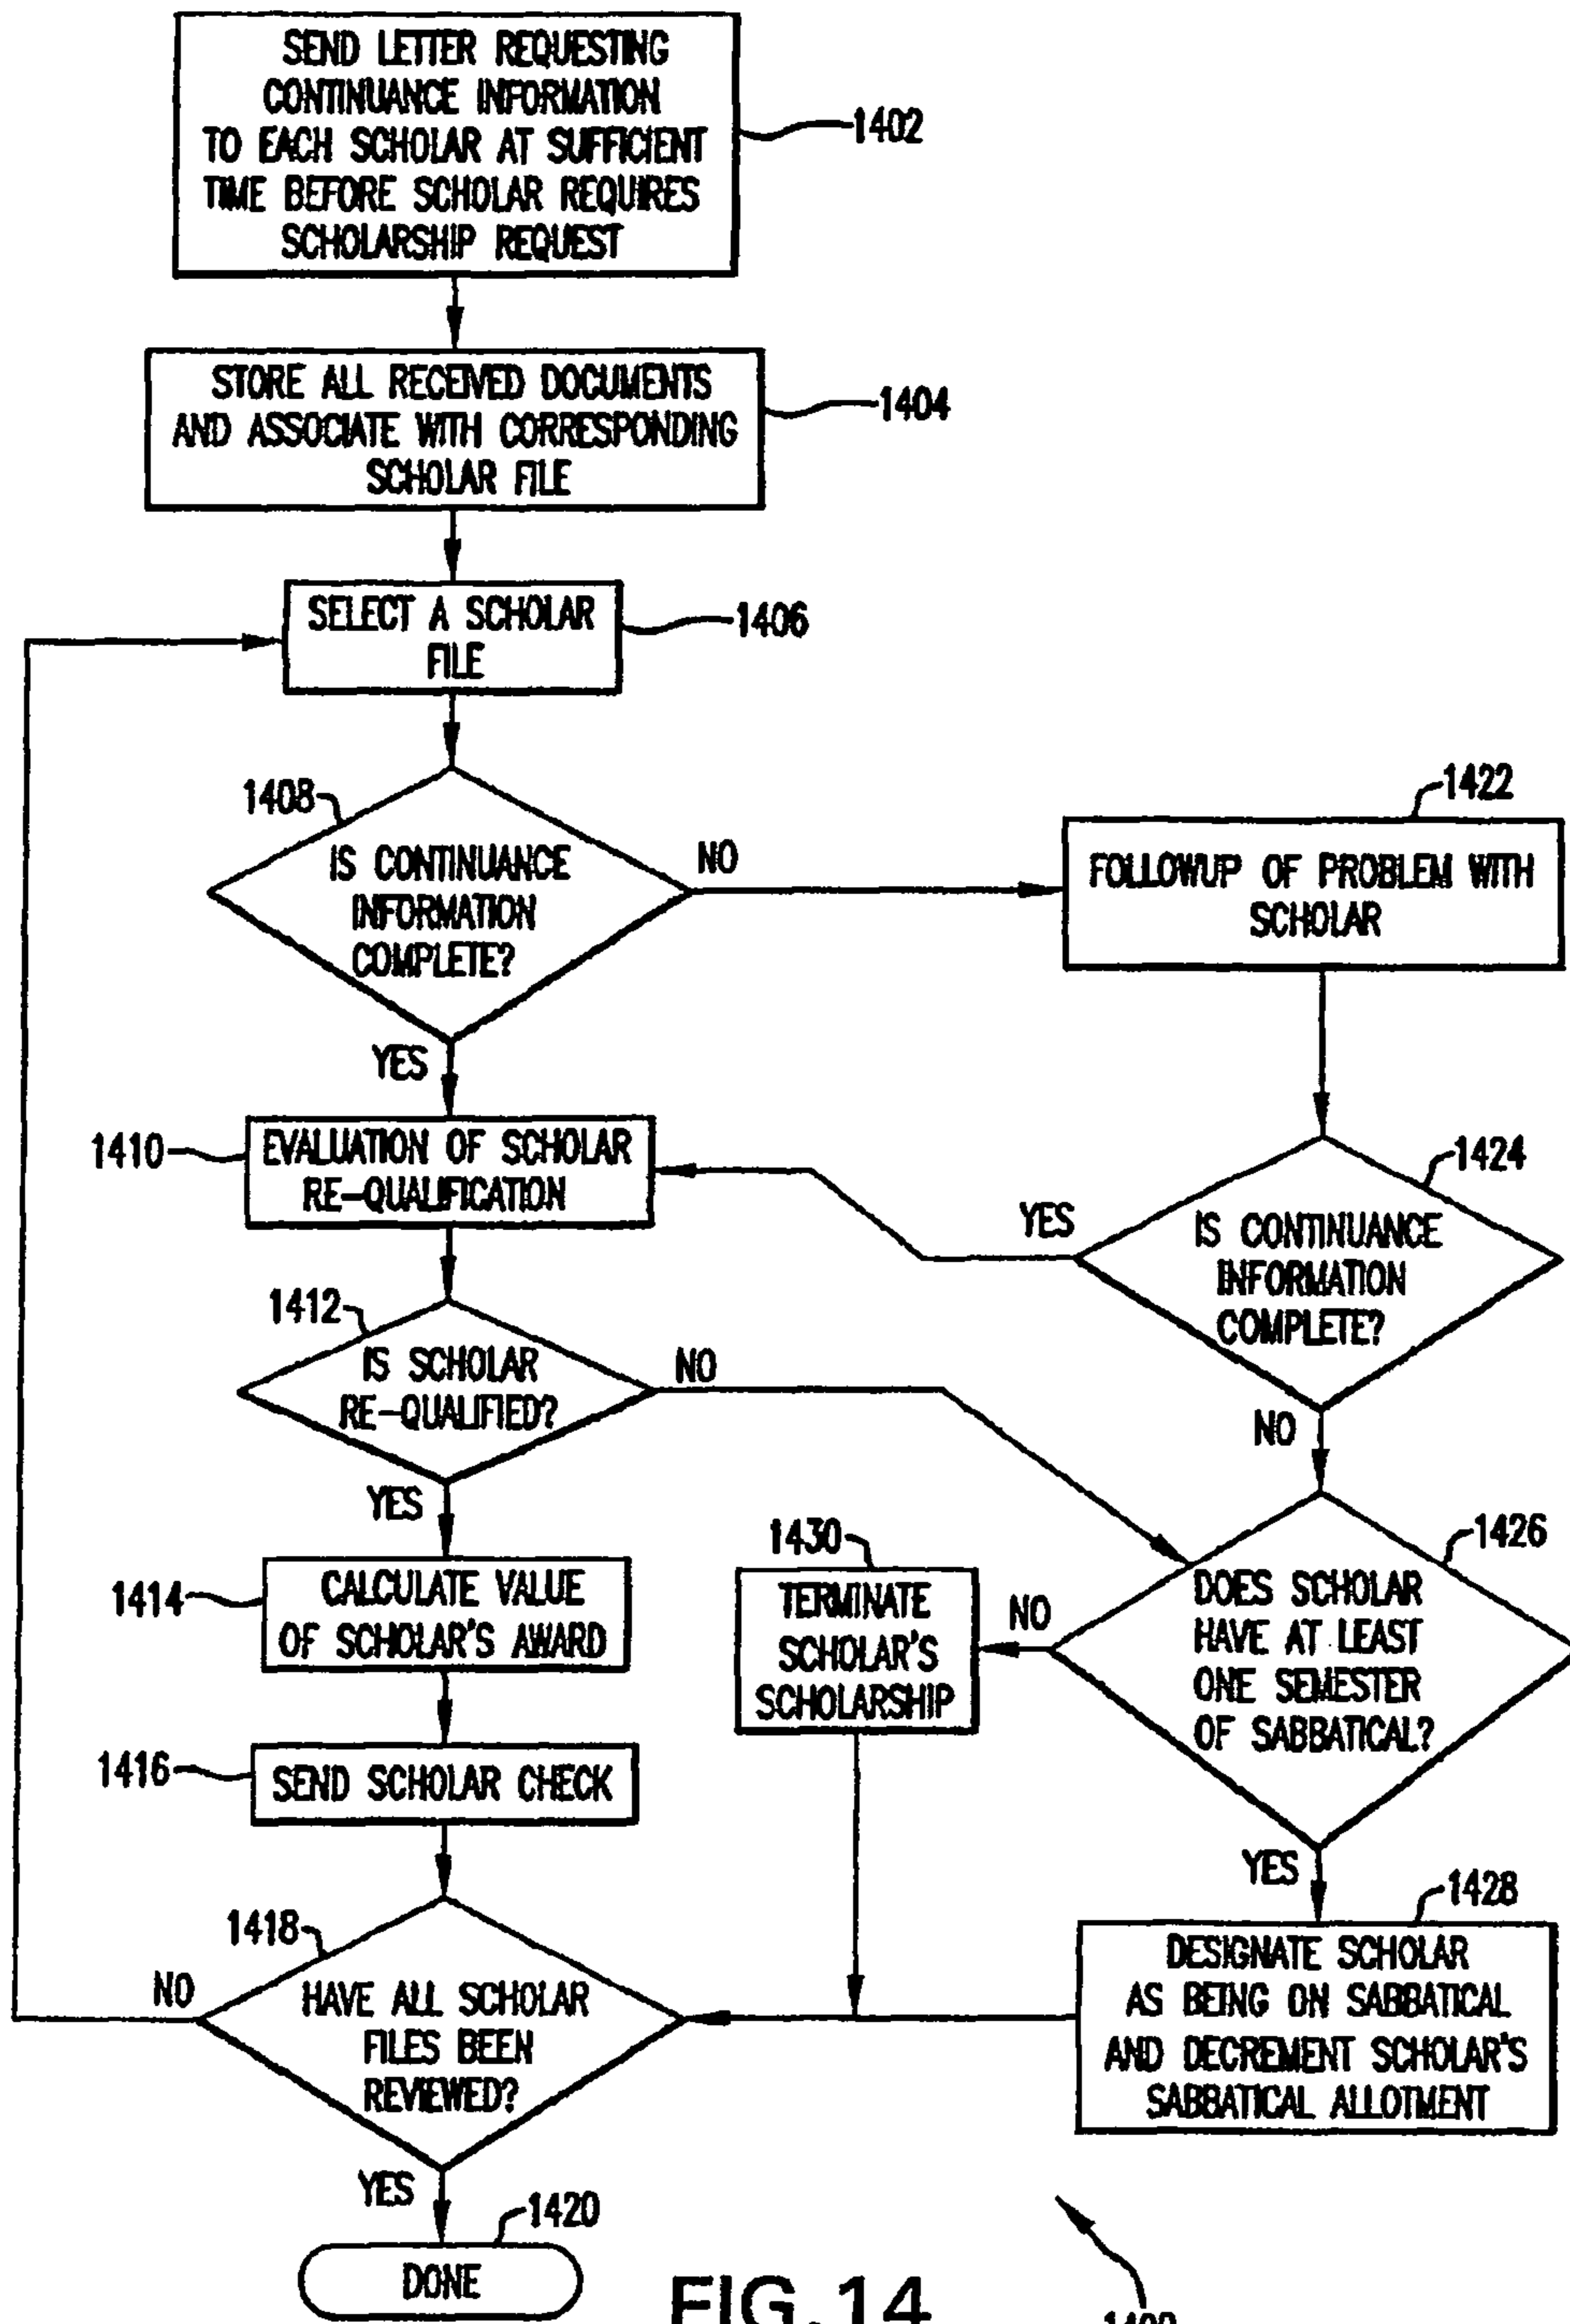 SEND LETTER REQUESTING
CONTINUANCE INFORMATION
TO EACH SCHOLAR AT SUFFICIENT
TIME BEFORE SCHOLAR REQUIRES
SCHOLARSHIP REQUEST
1402
STORE ALL RECEIVED DOCUMENTS
AND ASSOCIATE WITH CORRESPONDING
SCHOLAR FILE
1404
SELECT A SCHOLAR
FILE
1406
1408
IS CONTINUANCE
INFORMATION
COMPLETE?
NO
YES
1422
FOLLOWUP OF PROBLEM WITH
SCHOLAR
1410
EVALUATION OF SCHOLAR
RE-QUALIFICATION
1424
IS CONTINUANCE
INFORMATION
COMPLETE?
YES
NO
1412
IS SCHOLAR
RE-QUALIFIED?
NO
YES
1414
CALCULATE VALUE
OF SCHOLAR'S AWARD
1430
TERMINATE
SCHOLAR'S
SCHOLARSHIP
NO
1426
DOES SCHOLAR
HAVE AT LEAST
ONE SEMESTER
OF SABBATICAL?
YES
1416
SEND SCHOLAR CHECK
1428
DESIGNATE SCHOLAR
AS BEING ON SABBATICAL
AND DECREMENT SCHOLAR'S
SABBATICAL ALLOTMENT
1418
HAVE ALL SCHOLAR
FILES BEEN
REVIEWED?
NO
YES
1420
DONE
FIG. 14